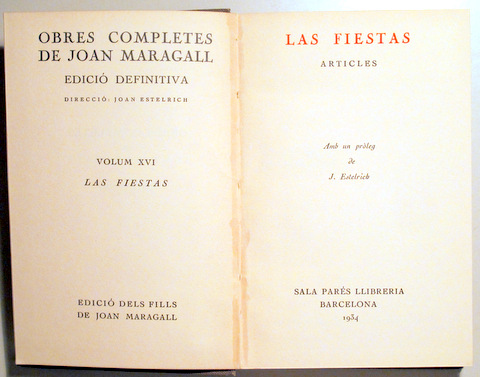 OBRES COMPLETES
DE JOAN MARAGALL
EDICIÓ DEFINITIVA
DIRECCIÓ: JOAN ESTELRICH
VOLUM XVI
LAS FIESTAS
EDICIÓ DELS FILLS
DE JOAN MARAGALL
LAS FIESTAS
ARTICLES
Amb un pròleg
de
J. Estelrich
SALA PARÉS LLIBRERIA
BARCELONA
1934